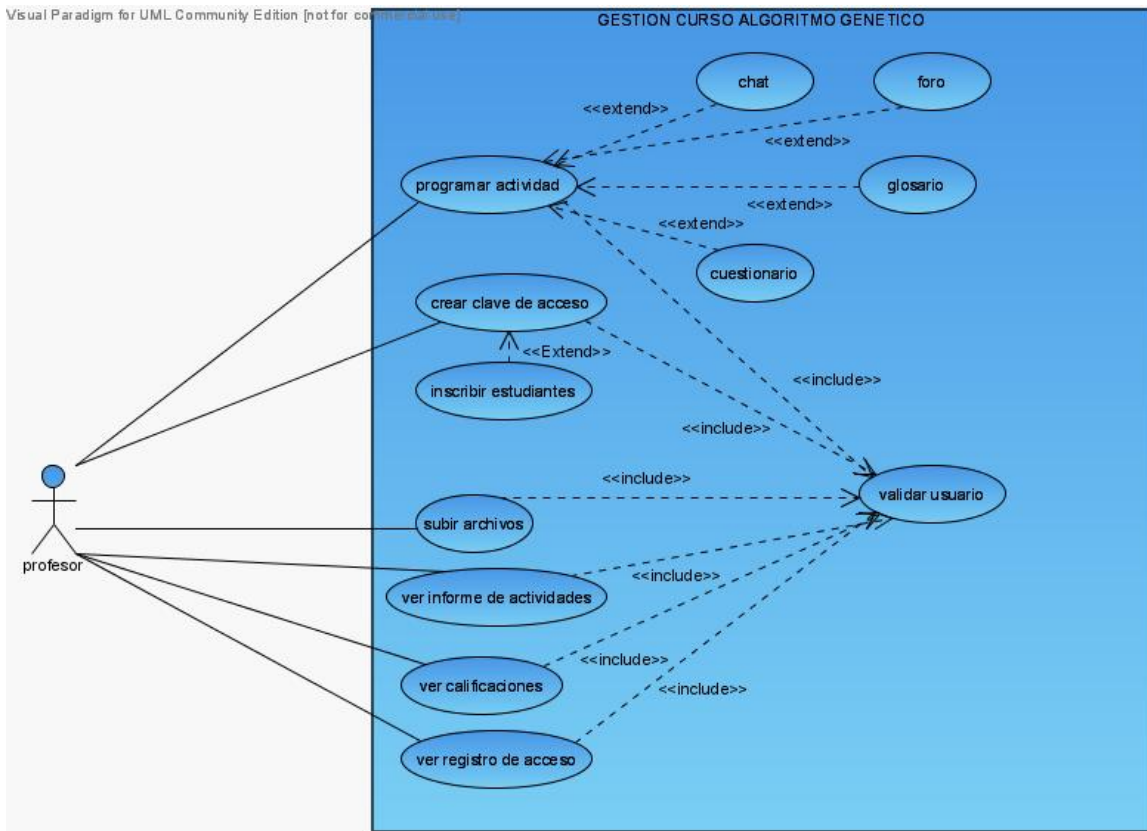 Visual Paradigm for UML Community Edition [not for commercial use]
GESTION CURSO ALGORITMO GENETICO
chat
foro
<<extend>>
<<extend>>
programar actividad
glosario
<<extend>>
<<extend>>
cuestionario
crear clave de acceso
<<Extend>>
inscribir estudiantes
<<include>>
<<include>>
<<include>>
validar usuario
subir archivos
profesor
<<include>>
ver informe de actividades
<<include>>
ver calificaciones
<<include>>
ver registro de acceso